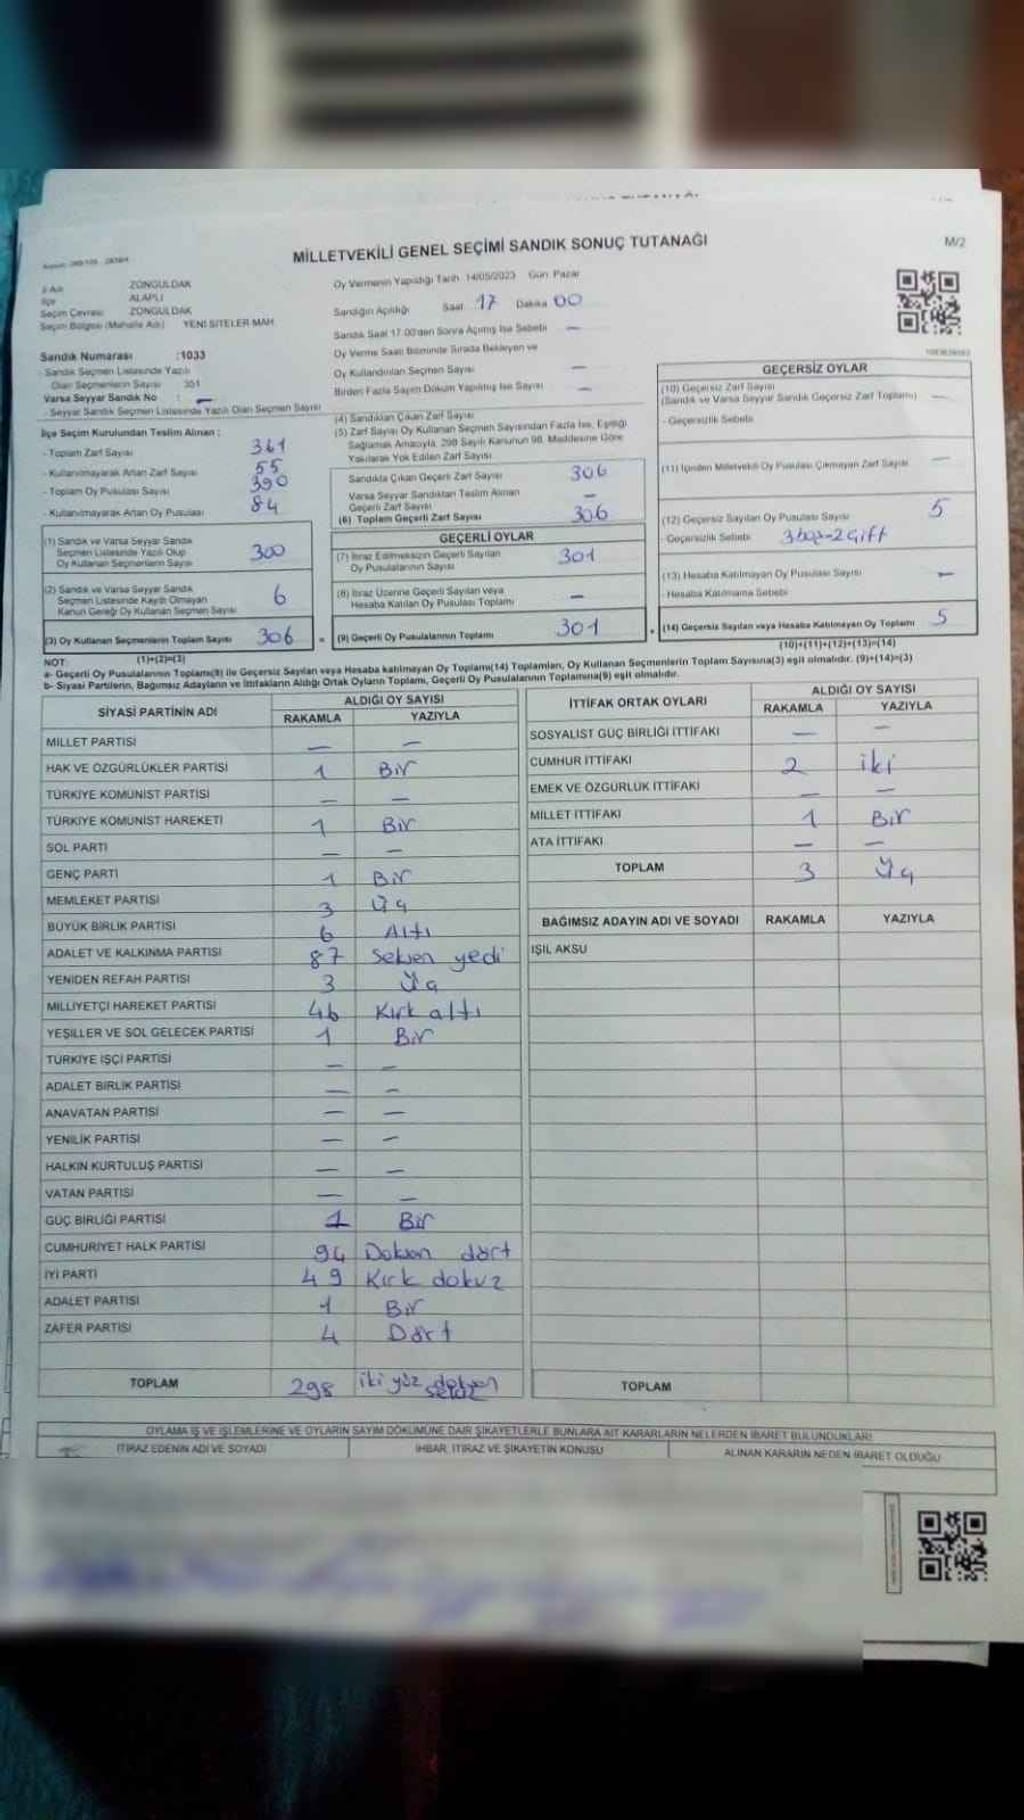 MİLLETVEKİLİ GENEL SEÇİMİ SANDIK SONUÇ TUTANAĞI
M/2
İl Adı ZONGULDAK
İlçe ALAPLI
Seçim Çevresi ZONGULDAK
Seçim Bölgesi (Mahalle Adı) YENİ SİTELER MAH.
Sandık Numarası :1033
- Sandık Seçmen Listesinde Yazılı
Olan Seçmenlerin Sayısı 301
Varsa Seyyar Sandık No : -
- Seyyar Sandık Seçmen Listesinde Yazılı Olan Seçmen Sayısı
İlçe Seçim Kurulundan Teslim Alınan :
- Toplam Zarf Sayısı 361
- Kullanılmayarak Artan Zarf Sayısı 55
- Toplam Oy Pusulası Sayısı 390
- Kullanılmayarak Artan Oy Pusulası 84
(1) Sandık ve Varsa Seyyar Sandık
Seçmen Listesinde Yazılı Olup
Oy Kullanan Seçmenlerin Sayısı 300
(2) Sandık ve Varsa Seyyar Sandık
Seçmen Listesinde Kayıtlı Olmayan
Kanun Gereği Oy Kullanan Seçmen Sayısı 6
(3) Oy Kullanan Seçmenlerin Toplam Sayısı 306
(1)+(2)=(3)
Oy Vermenin Yapıldığı Tarih 14/05/2023 Gün Pazar
Sandığın Açıldığı Saat 17 Dakika 00
Sandık Saat 17.00'den Sonra Açılmış İse Sebebi -
Oy Verme Saati Bitiminde Sırada Bekleyen ve
Oy Kullandırılan Seçmen Sayısı -
Birden Fazla Sayım Döküm Yapılmış İse Sayısı -
(4) Sandıktan Çıkan Zarf Sayısı
(5) Zarf Sayısı Oy Kullanan Seçmen Sayısından Fazla İse, Eşitliği
Sağlamak Amacıyla, 298 Sayılı Kanunun 98. Maddesine Göre
Yakılarak Yok Edilen Zarf Sayısı
Sandıkta Çıkan Geçerli Zarf Sayısı 306
Varsa Seyyar Sandıktan Teslim Alınan
Geçerli Zarf Sayısı -
(6) Toplam Geçerli Zarf Sayısı 306
GEÇERLİ OYLAR
(7) İtiraz Edilmeksizin Geçerli Sayılan
Oy Pusulalarının Sayısı 301
(8) İtiraz Üzerine Geçerli Sayılan veya
Hesaba Katılan Oy Pusulası Toplamı -
= (9) Geçerli Oy Pusulalarının Toplamı 301
GEÇERSİZ OYLAR
(10) Geçersiz Zarf Sayısı
(Sandık ve Varsa Seyyar Sandık Geçersiz Zarf Toplamı) -
- Geçersizlik Sebebi
(11) İçinden Milletvekili Oy Pusulası Çıkmayan Zarf Sayısı -
(12) Geçersiz Sayılan Oy Pusulası Sayısı 5
- Geçersizlik Sebebi 3 boş-2 çift
(13) Hesaba Katılmayan Oy Pusulası Sayısı -
- Hesaba Katılmama Sebebi
+ (14) Geçersiz Sayılan veya Hesaba Katılmayan Oy Toplamı 5
(10)+(11)+(12)+(13)=(14)
NOT:
a- Geçerli Oy Pusulalarının Toplamı(9) ile Geçersiz Sayılan veya Hesaba katılmayan Oy Toplamı(14) Toplamları, Oy Kullanan Seçmenlerin Toplam Sayısına(3) eşit olmalıdır. (9)+(14)=(3)
b- Siyasi Partilerin, Bağımsız Adayların ve İttifakların Aldığı Ortak Oyların Toplamı, Geçerli Oy Pusulalarının Toplamına(9) eşit olmalıdır.
SİYASİ PARTİNİN ADI ALDIĞI OY SAYISI
RAKAMLA YAZIYLA
MİLLET PARTİSİ - -
HAK VE ÖZGÜRLÜKLER PARTİSİ 1 Bir
TÜRKİYE KOMÜNİST PARTİSİ - -
TÜRKİYE KOMÜNİST HAREKETİ 1 Bir
SOL PARTİ - -
GENÇ PARTİ 1 Bir
MEMLEKET PARTİSİ 3 Üç
BÜYÜK BİRLİK PARTİSİ 6 Altı
ADALET VE KALKINMA PARTİSİ 87 Seksen yedi
YENİDEN REFAH PARTİSİ 3 Üç
MİLLİYETÇİ HAREKET PARTİSİ 46 Kırk altı
YEŞİLLER VE SOL GELECEK PARTİSİ 1 Bir
TÜRKİYE İŞÇİ PARTİSİ - -
ADALET BİRLİK PARTİSİ - -
ANAVATAN PARTİSİ - -
YENİLİK PARTİSİ - -
HALKIN KURTULUŞ PARTİSİ - -
VATAN PARTİSİ - -
GÜÇ BİRLİĞİ PARTİSİ 1 Bir
CUMHURİYET HALK PARTİSİ 94 Doksan dört
İYİ PARTİ 49 Kırk dokuz
ADALET PARTİSİ 1 Bir
ZAFER PARTİSİ 4 Dört
TOPLAM 298 iki yüz doksan sekiz
İTTİFAK ORTAK OYLARI ALDIĞI OY SAYISI
RAKAMLA YAZIYLA
SOSYALİST GÜÇ BİRLİĞİ İTTİFAKI - -
CUMHUR İTTİFAKI 2 iki
EMEK VE ÖZGÜRLÜK İTTİFAKI - -
MİLLET İTTİFAKI 1 Bir
ATA İTTİFAKI - -
TOPLAM 3 Üç
BAĞIMSIZ ADAYIN ADI VE SOYADI RAKAMLA YAZIYLA
IŞIL AKSU
TOPLAM
OYLAMA İŞ VE İŞLEMLERİNE VE OYLARIN SAYIM DÖKÜMÜNE DAİR ŞİKAYETLERLE BUNLARA AİT KARARLARIN NELERDEN İBARET BULUNDUKLARI
İTİRAZ EDENİN ADI VE SOYADI İHBAR, İTİRAZ VE ŞİKAYETİN KONUSU ALINAN KARARIN NEDEN İBARET OLDUĞU